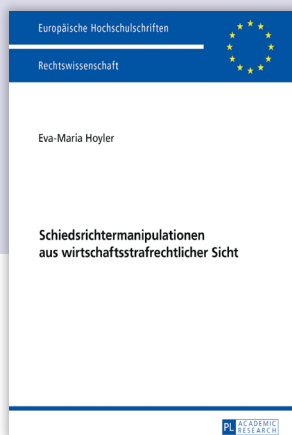 Europäische Hochschulschriften
Rechtswissenschaft
Eva-Maria Hoyler
Schiedsrichtermanipulationen
aus wirtschaftsstrafrechtlicher Sicht
PL ACADEMIC
RESEARCH